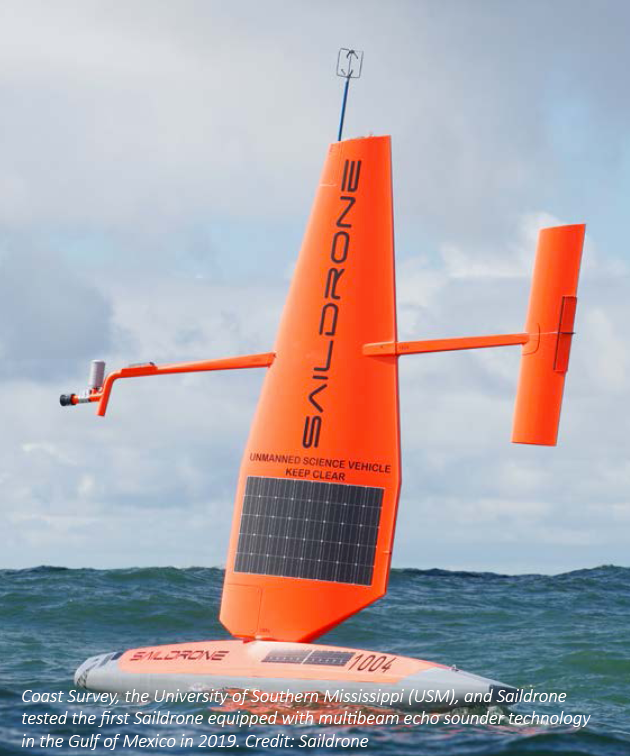 SAILDRONE
UNMANNED SCIENCE VEHICLE
KEEP CLEAR
SAILDRONE
1004
Coast Survey, the University of Southern Mississippi (USM), and Saildrone
tested the first Saildrone equipped with multibeam echo sounder technology
in the Gulf of Mexico in 2019. Credit: Saildrone